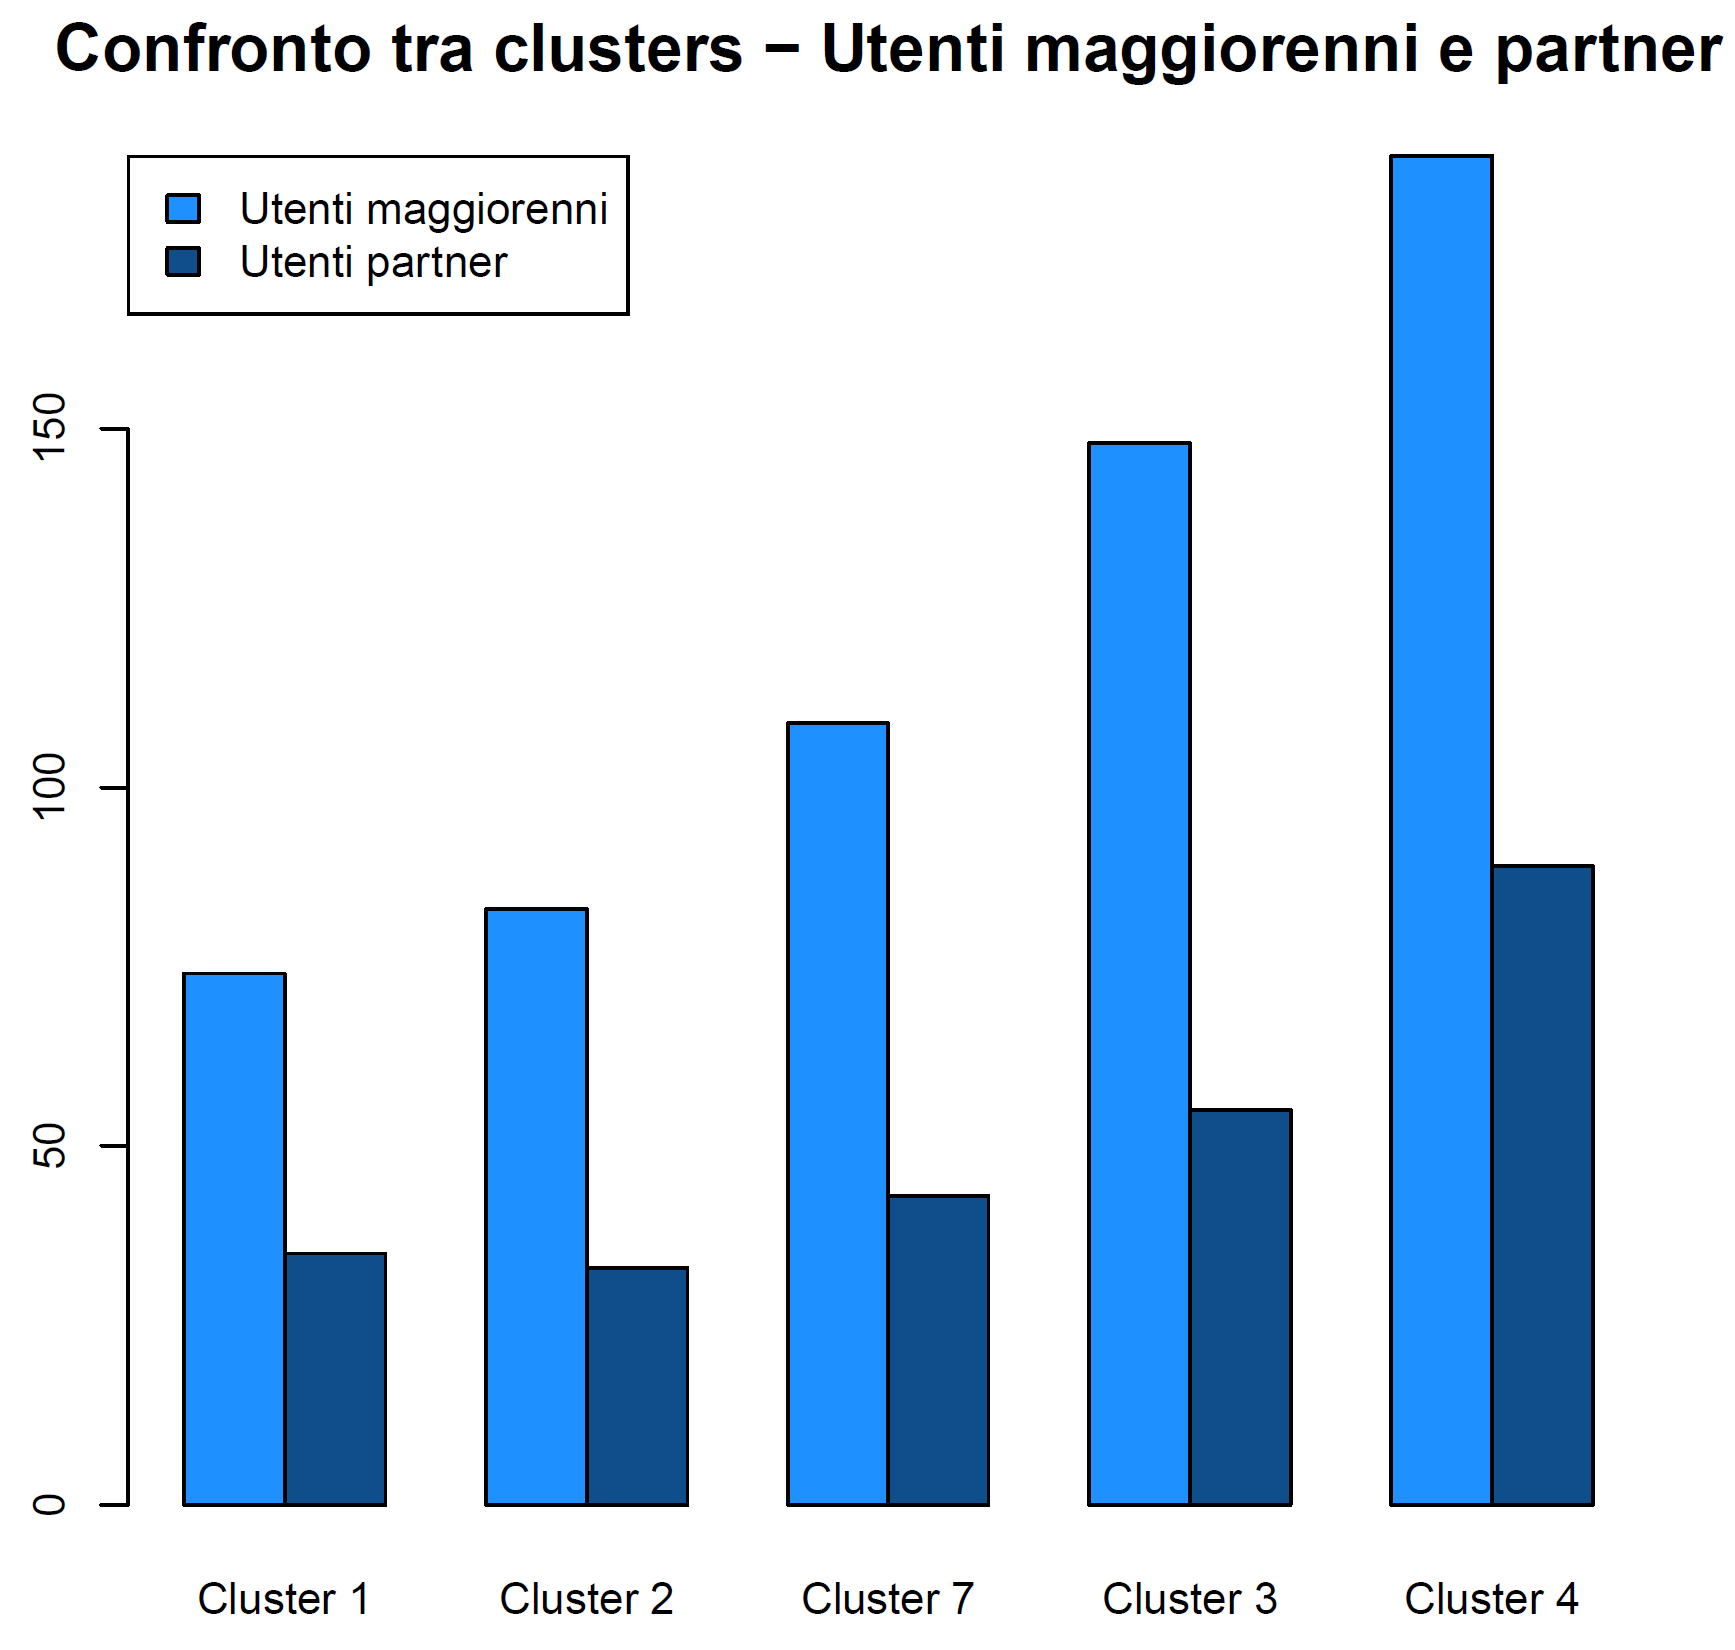 Confronto tra clusters − Utenti maggiorenni e partner
Utenti maggiorenni
Utenti partner
150
100
50
0
Cluster 1 Cluster 2 Cluster 7 Cluster 3 Cluster 4